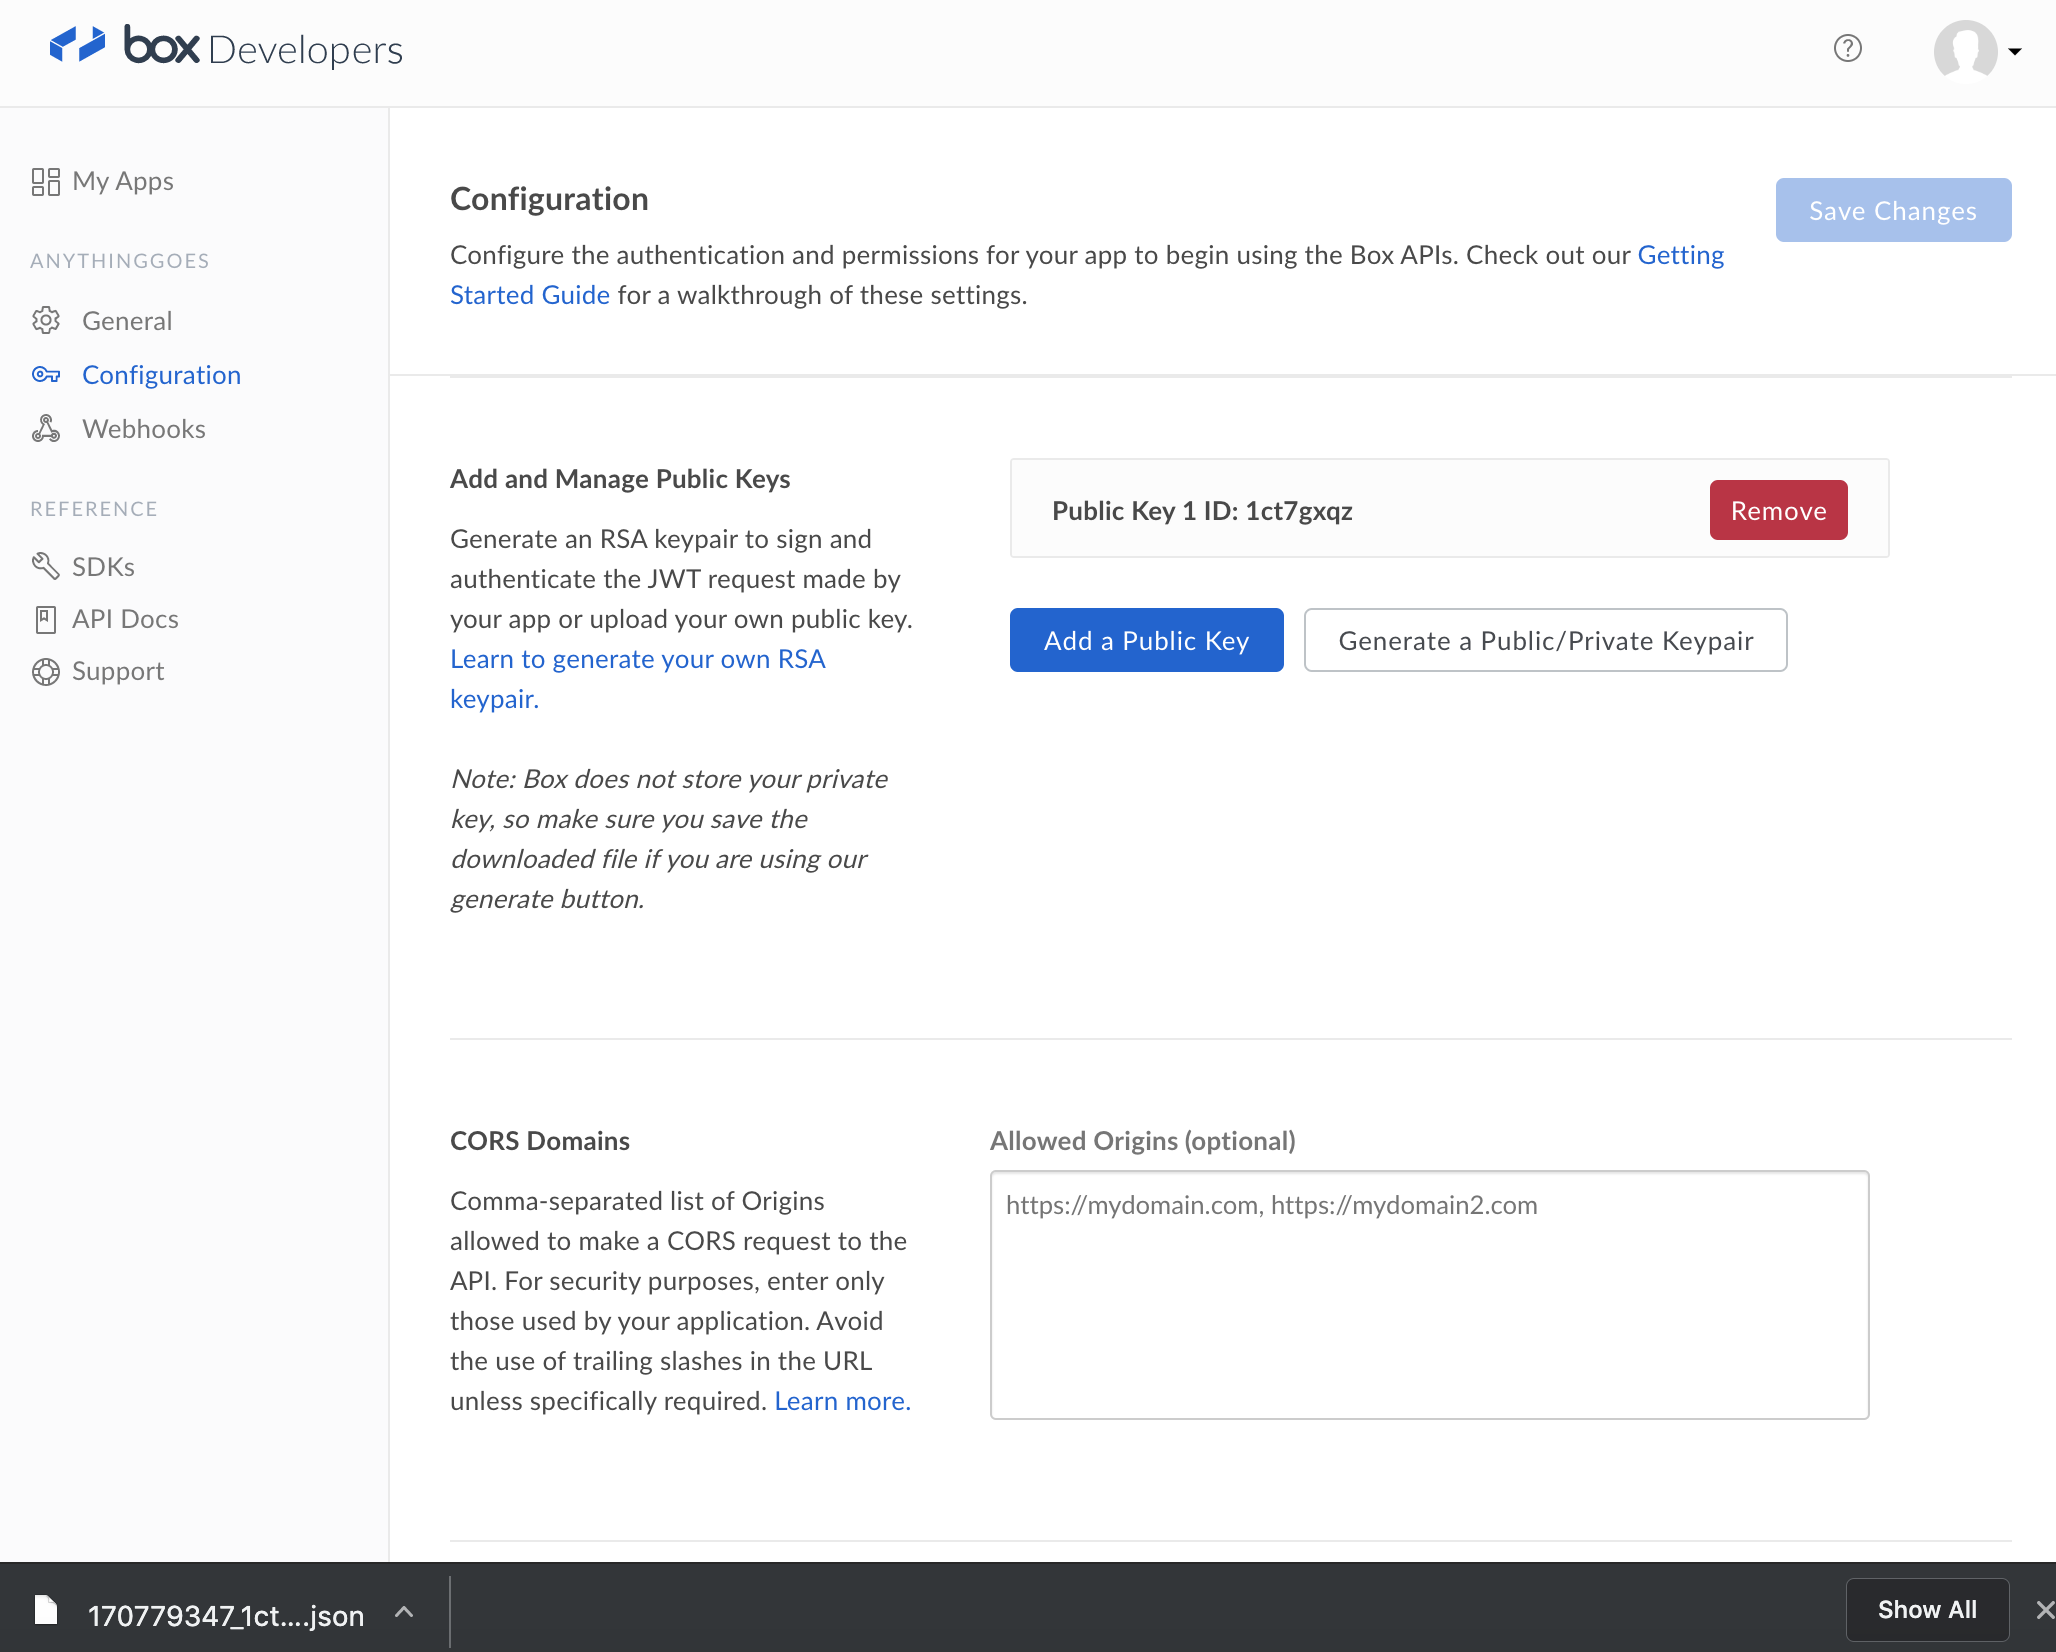 box Developers
My Apps
ANYTHINGGOES
General
Configuration
Webhooks
REFERENCE
SDKs
API Docs
Support
Configuration
Save Changes
Configure the authentication and permissions for your app to begin using the Box APIs. Check out our Getting
Started Guide for a walkthrough of these settings.
Add and Manage Public Keys
Generate an RSA keypair to sign and
authenticate the JWT request made by
your app or upload your own public key.
Learn to generate your own RSA
keypair.
Note: Box does not store your private
key, so make sure you save the
downloaded file if you are using our
generate button.
Public Key 1 ID: 1ct7gxqz
Remove
Add a Public Key
Generate a Public/Private Keypair
CORS Domains
Comma-separated list of Origins
allowed to make a CORS request to the
API. For security purposes, enter only
those used by your application. Avoid
the use of trailing slashes in the URL
unless specifically required. Learn more.
Allowed Origins (optional)
https://mydomain.com, https://mydomain2.com
170779347_1ct....json
Show All